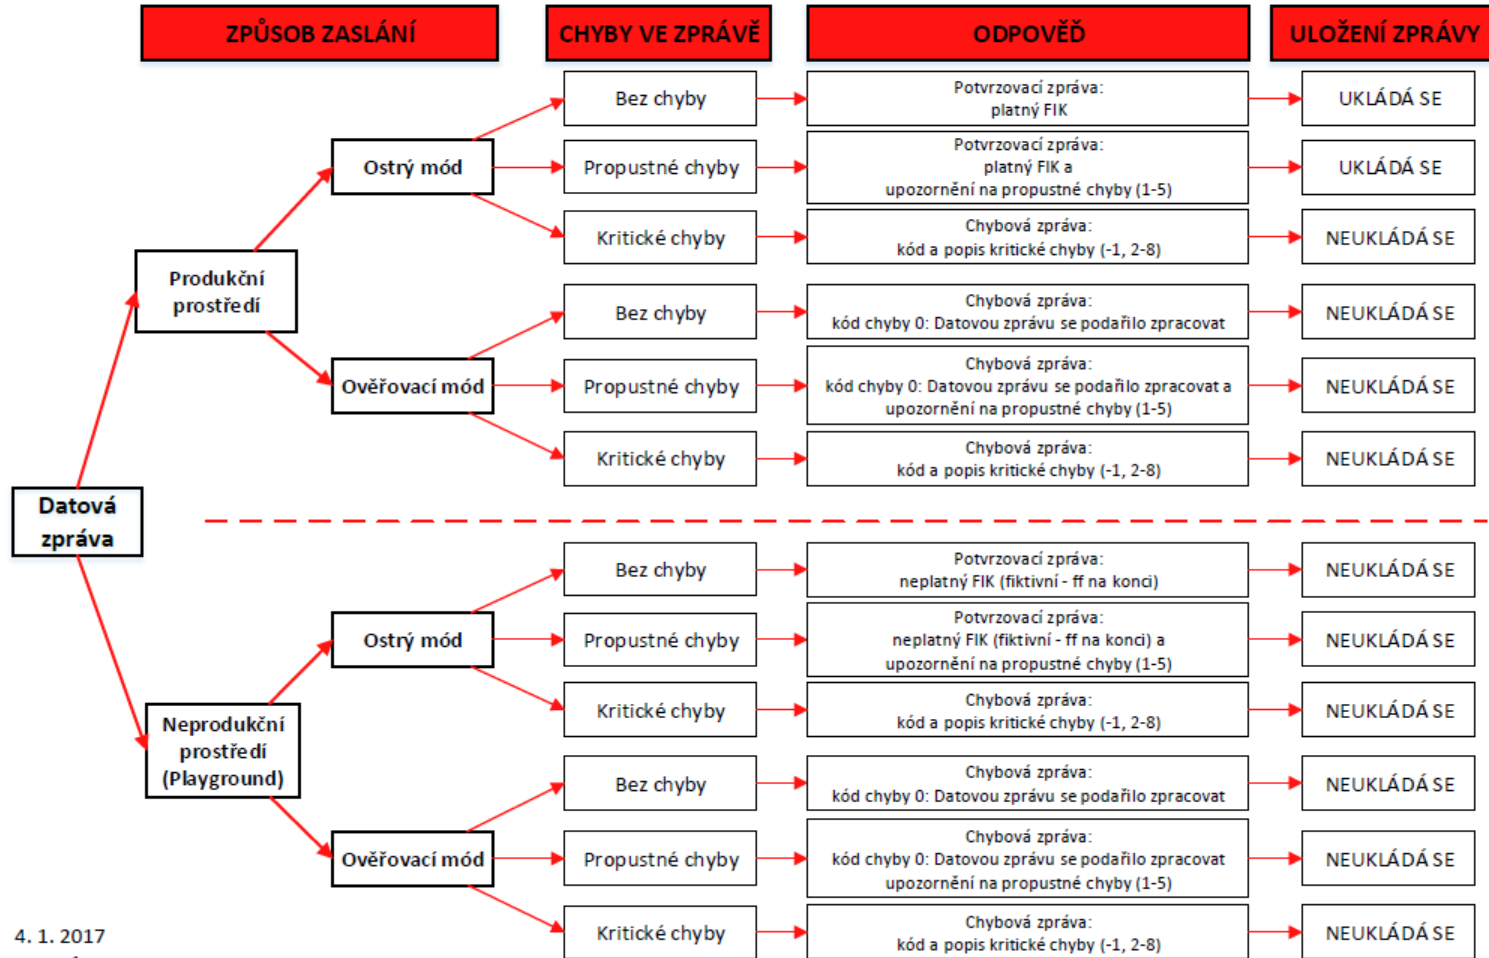 ZPŮSOB ZASLÁNÍ
CHYBY VE ZPRÁVĚ
ODPOVĚĎ
ULOŽENÍ ZPRÁVY
Datová
zpráva
Produkční
prostředí
Ostrý mód
Bez chyby
Potvrzovací zpráva:
platný FIK
UKLÁDÁ SE
Propustné chyby
Potvrzovací zpráva:
platný FIK a
upozornění na propustné chyby (1-5)
UKLÁDÁ SE
Kritické chyby
Chybová zpráva:
kód a popis kritické chyby (-1, 2-8)
NEUKLÁDÁ SE
Ověřovací mód
Bez chyby
Chybová zpráva:
kód chyby 0: Datovou zprávu se podařilo zpracovat
NEUKLÁDÁ SE
Propustné chyby
Chybová zpráva:
kód chyby 0: Datovou zprávu se podařilo zpracovat a
upozornění na propustné chyby (1-5)
NEUKLÁDÁ SE
Kritické chyby
Chybová zpráva:
kód a popis kritické chyby (-1, 2-8)
NEUKLÁDÁ SE
Neprodukční
prostředí
(Playground)
Ostrý mód
Bez chyby
Potvrzovací zpráva:
neplatný FIK (fiktivní - ff na konci)
NEUKLÁDÁ SE
Propustné chyby
Potvrzovací zpráva:
neplatný FIK (fiktivní - ff na konci) a
upozornění na propustné chyby (1-5)
NEUKLÁDÁ SE
Kritické chyby
Chybová zpráva:
kód a popis kritické chyby (-1, 2-8)
NEUKLÁDÁ SE
Ověřovací mód
Bez chyby
Chybová zpráva:
kód chyby 0: Datovou zprávu se podařilo zpracovat
NEUKLÁDÁ SE
Propustné chyby
Chybová zpráva:
kód chyby 0: Datovou zprávu se podařilo zpracovat
upozornění na propustné chyby (1-5)
NEUKLÁDÁ SE
Kritické chyby
Chybová zpráva:
kód a popis kritické chyby (-1, 2-8)
NEUKLÁDÁ SE
4. 1. 2017